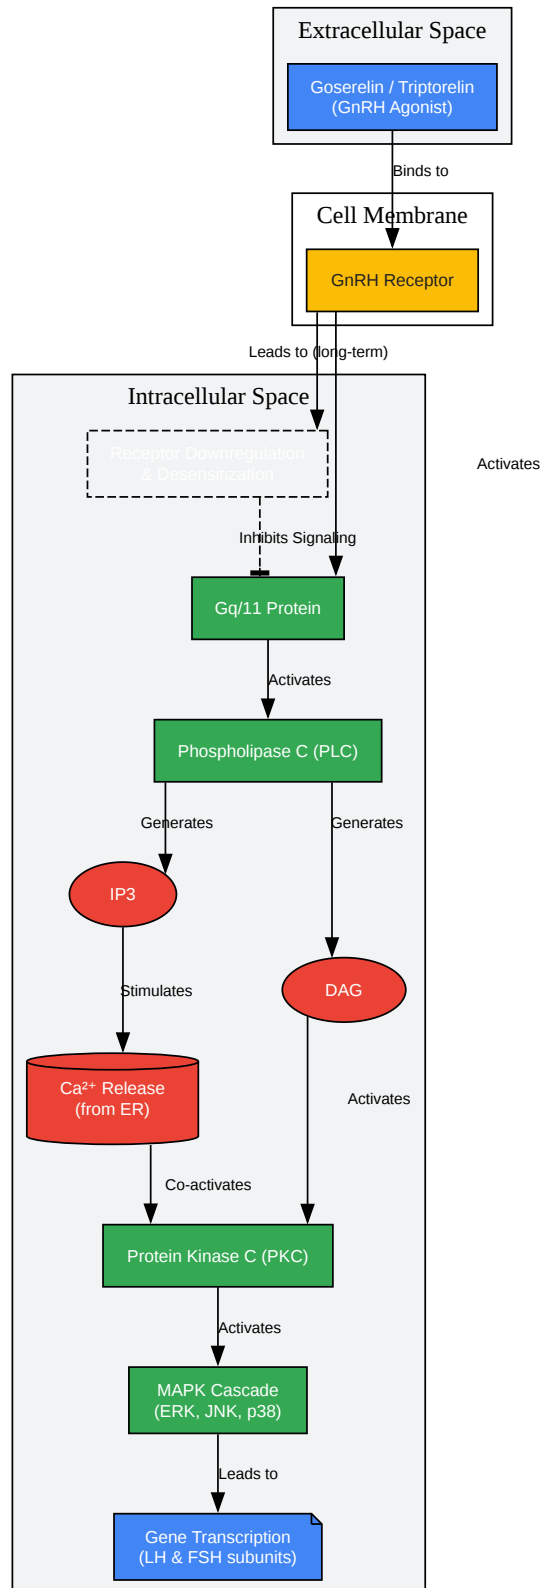 Extracellular Space
Goserelin / Triptorelin
(GnRH Agonist)
Binds to
Cell Membrane
GnRH Receptor
Leads to (long-term)
Intracellular Space
Receptor Downregulation
& Desensitization
Activates
Inhibits Signaling
Gq/11 Protein
Activates
Phospholipase C (PLC)
Generates
Generates
IP3
DAG
Stimulates
Ca²⁺ Release
(from ER)
Activates
Co-activates
Protein Kinase C (PKC)
Activates
MAPK Cascade
(ERK, JNK, p38)
Leads to
Gene Transcription
(LH & FSH subunits)